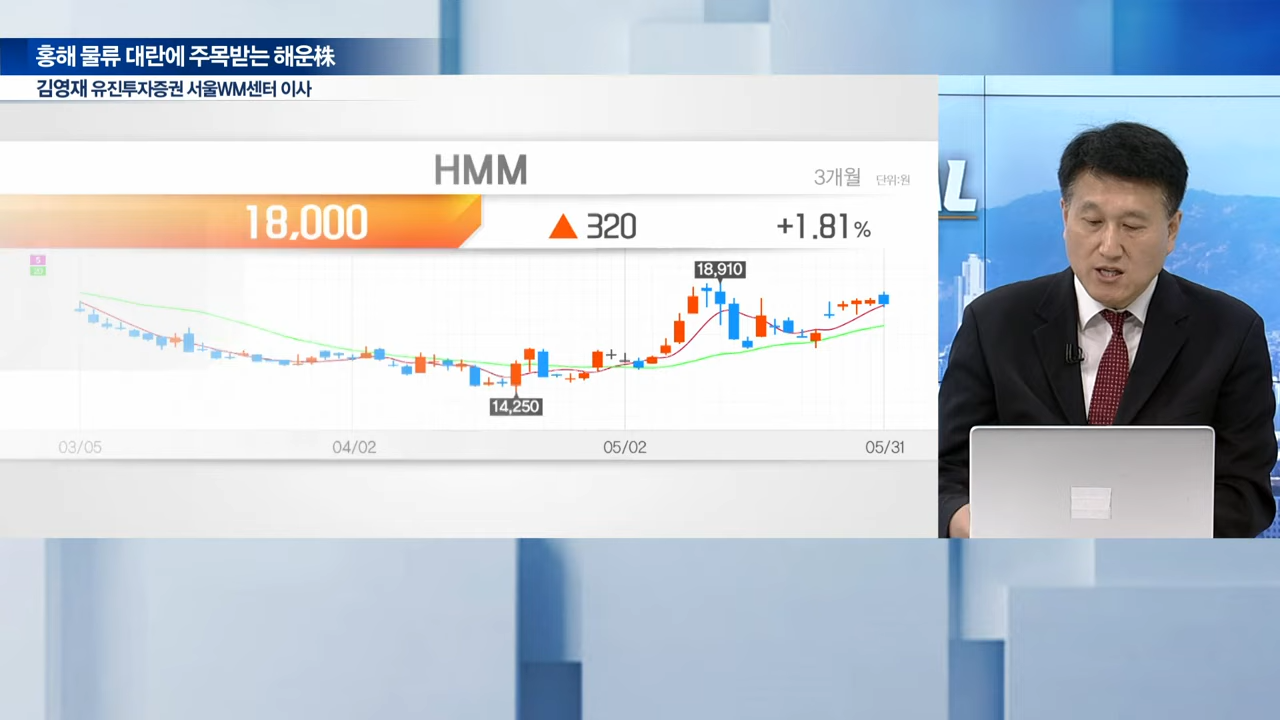 홍해 물류 대란에 주목받는 해운株
김영재 유진투자증권 서울WM센터 이사
HMM
3개월 단위:원
18,000 ▲ 320 +1.81%
5
20
18,910
14,250
03/05 04/02 05/02 05/31